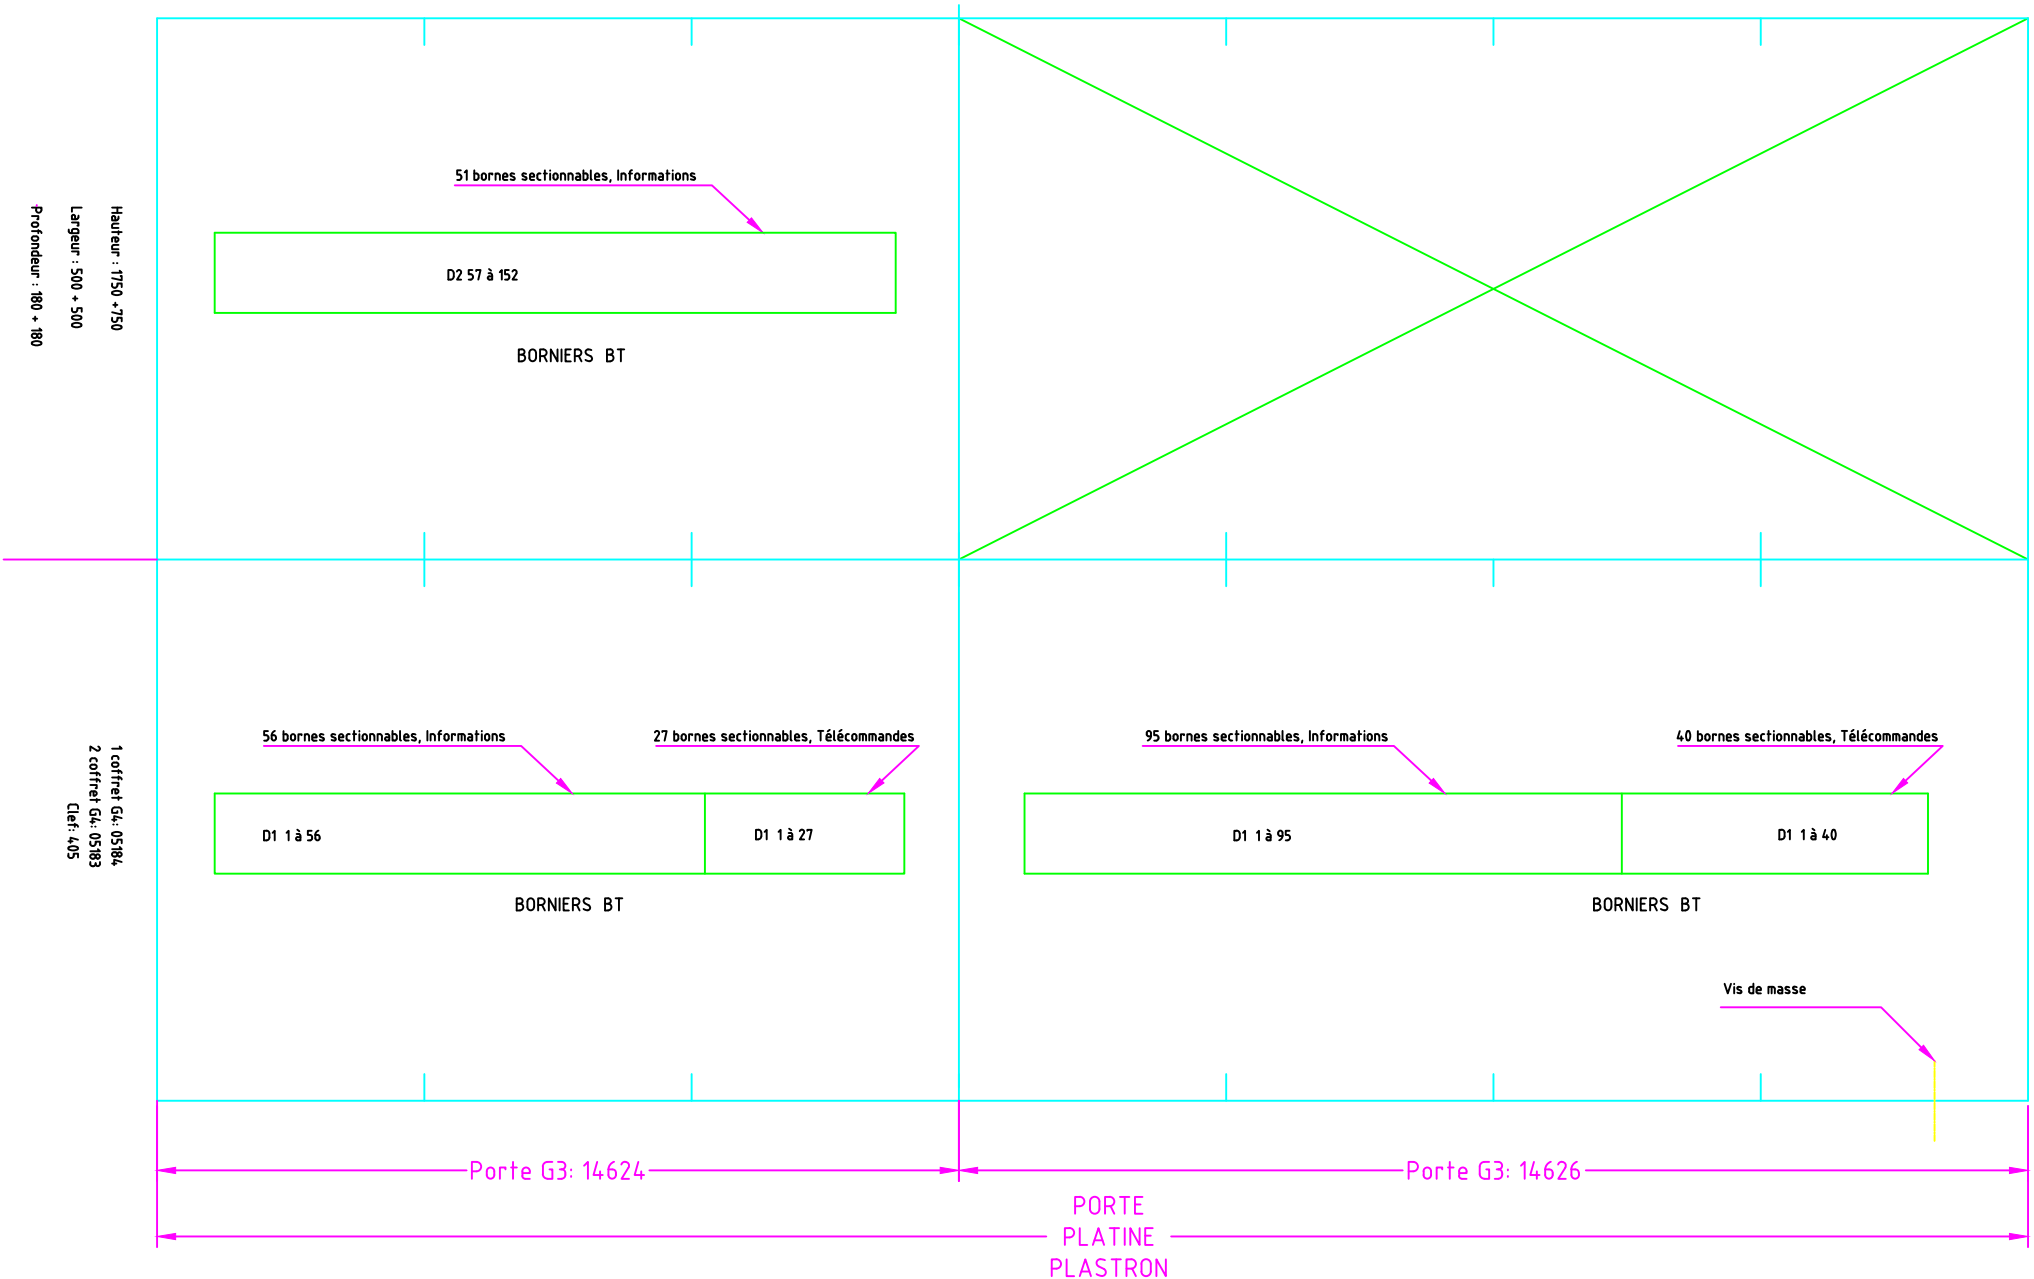 51 bornes sectionnables, Informations
D2 57 à 152
BORNIERS BT
Hauteur : 1750 +750
Largeur : 500 + 500
Profondeur : 180 + 180
56 bornes sectionnables, Informations
27 bornes sectionnables, Télécommandes
95 bornes sectionnables, Informations
40 bornes sectionnables, Télécommandes
D1 1 à 56
D1 1 à 27
D1 1 à 95
D1 1 à 40
BORNIERS BT
BORNIERS BT
1 coffret G4: 05184
2 coffret G4: 05183
Clef: 405
Vis de masse
Porte G3: 14624
Porte G3: 14626
PORTE
PLATINE
PLASTRON